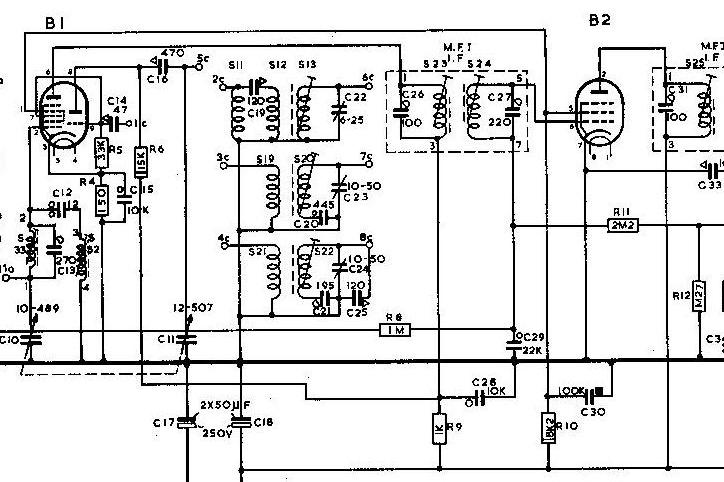 B1
B2
470
C16
5c
S11
S12
S13
M.F.I
I.F
S23
S24
M.F.I
I.F
S25
2c
120
C19
6c
C22
6-25
C26
100
C27
220
C31
100
C14
47
1c
R5
33K
R6
15K
R4
150
C15
10K
C12
12
3c
S19
7c
10-50
C23
445
C20
4c
S21
S22
8c
10-50
C24
195
C21
120
C25
C33
R11
2M2
C13
10-489
C10
12-507
C11
R8
1M
C29
22K
R12
M27
C17
2X50µF
250V
C18
R9
1K
C28
10K
100K
C30
R10
18K2